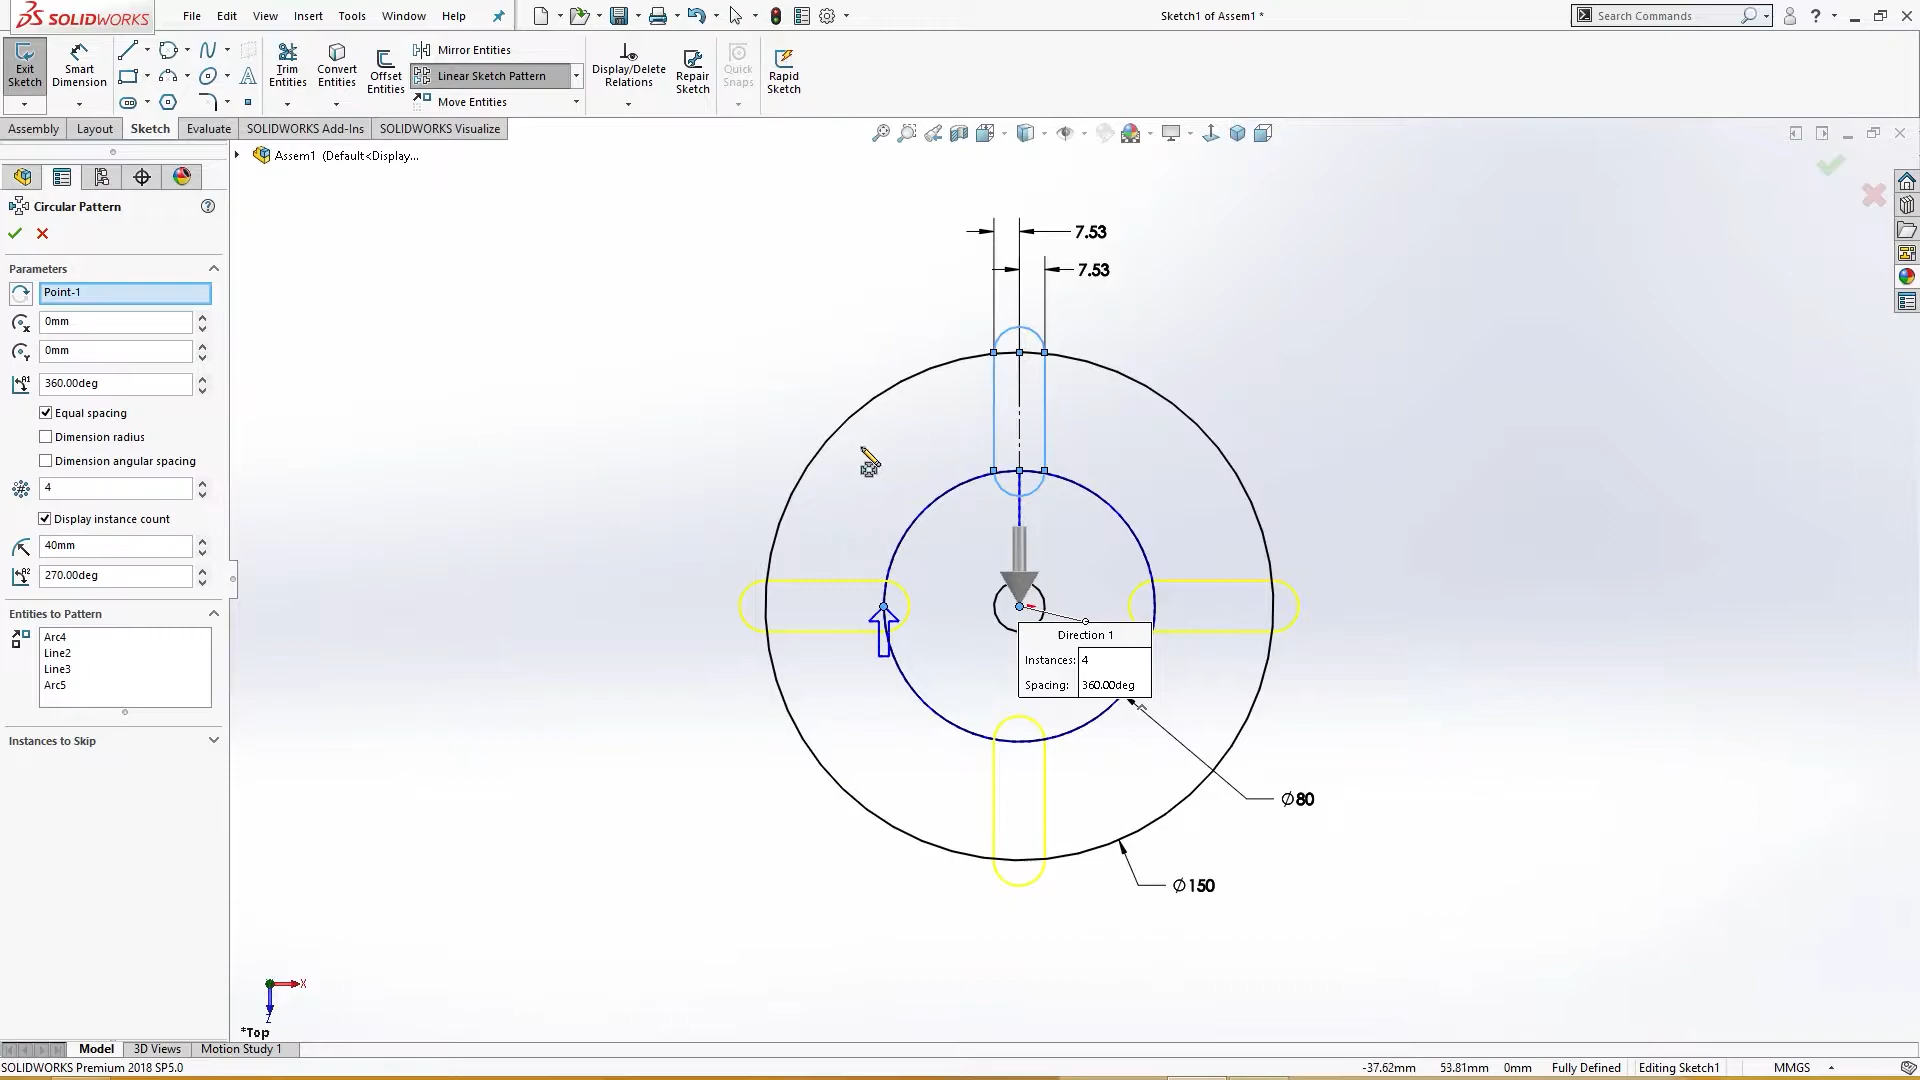 SOLIDWORKS
File Edit View Insert Tools Window Help
Sketch1 of Assem1 *
Search Commands
Exit Sketch
Smart Dimension
Trim Entities
Convert Entities
Offset Entities
Mirror Entities
Linear Sketch Pattern
Move Entities
Display/Delete Relations
Repair Sketch
Quick Snaps
Rapid Sketch
Assembly Layout Sketch Evaluate SOLIDWORKS Add-Ins SOLIDWORKS Visualize
Assem1 (Default<Display...
Circular Pattern
Parameters
Point-1
0mm
0mm
360.00deg
Equal spacing
Dimension radius
Dimension angular spacing
4
Display instance count
40mm
270.00deg
Entities to Pattern
Arc4
Line2
Line3
Arc5
Instances to Skip
7.53
7.53
Direction 1
Instances: 4
Spacing: 360.00deg
Ø80
Ø150
X
Z
*Top
Model 3D Views Motion Study 1
SOLIDWORKS Premium 2018 SP5.0
-37.62mm 53.81mm 0mm Fully Defined Editing Sketch1 MMGS